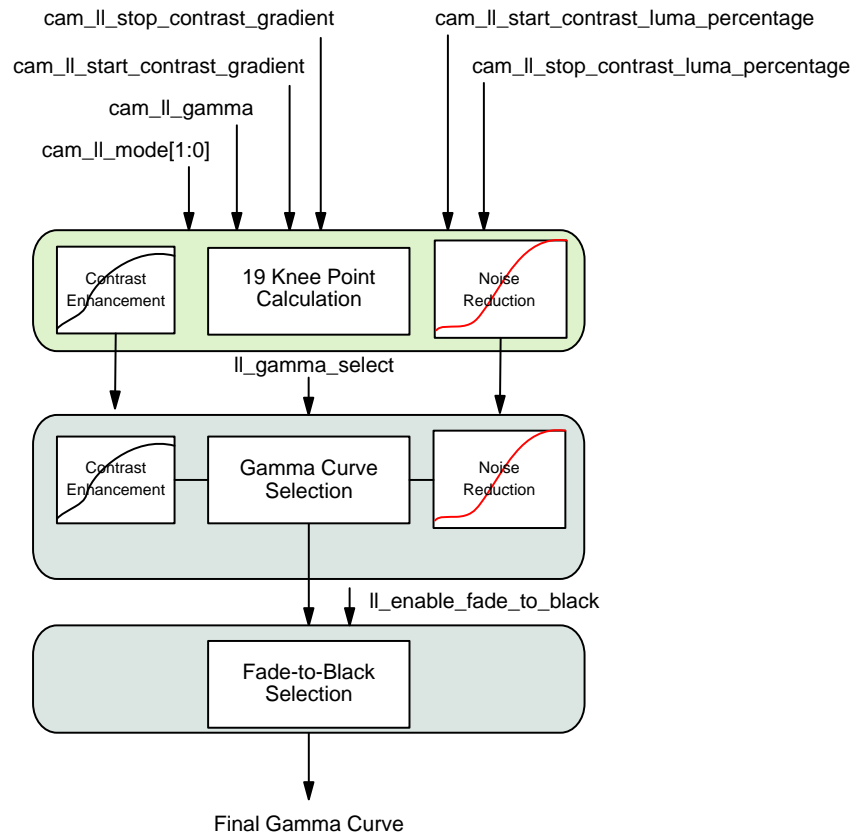 cam_ll_stop_contrast_gradient
cam_ll_start_contrast_luma_percentage
cam_ll_start_contrast_gradient
cam_ll_stop_contrast_luma_percentage
cam_ll_gamma
cam_ll_mode[1:0]
Contrast
Enhancement
19 Knee Point
Calculation
Noise
Reduction
ll_gamma_select
Contrast
Enhancement
Gamma Curve
Selection
Noise
Reduction
ll_enable_fade_to_black
Fade-to-Black
Selection
Final Gamma Curve